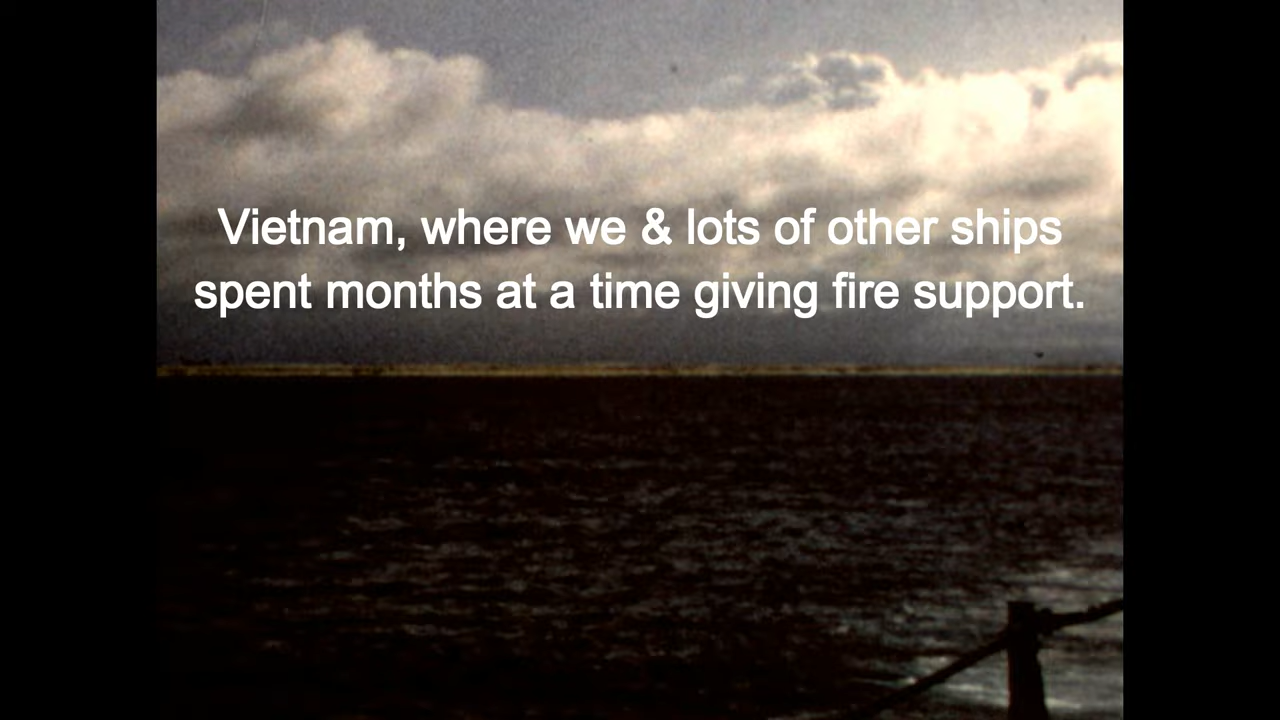 Vietnam, where we & lots of other ships
spent months at a time giving fire support.